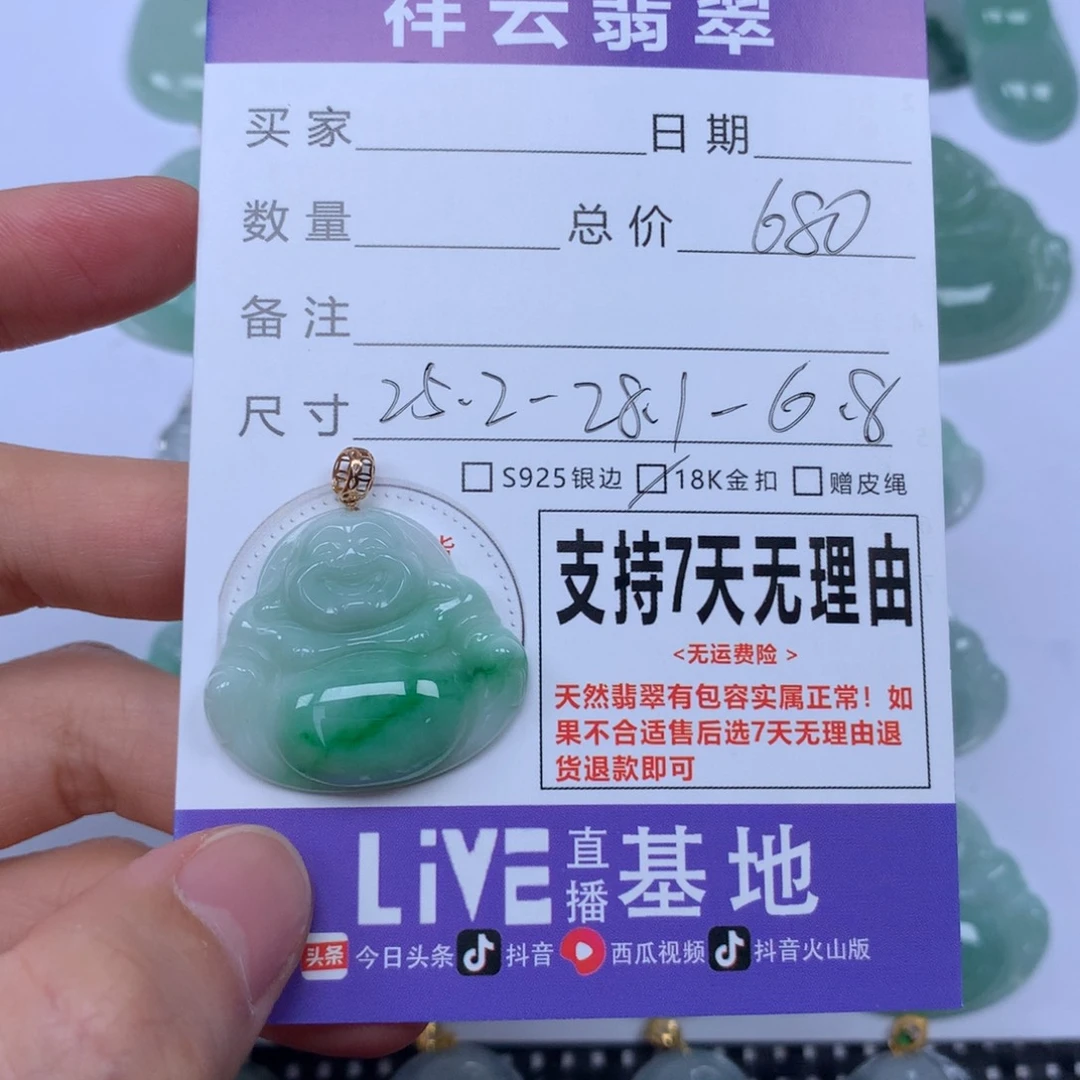 祥云翡翠
买家 日期
数量 总价 680
备注
尺寸 25.2-28.1-6.8
S925银边 18K金扣 赠皮绳
支持7天无理由
<无运费险>
天然翡翠有包容实属正常！如
果不合适售后选7天无理由退
货退款即可
LiVE 直播 基地
头条 今日头条 抖音 西瓜视频 抖音火山版